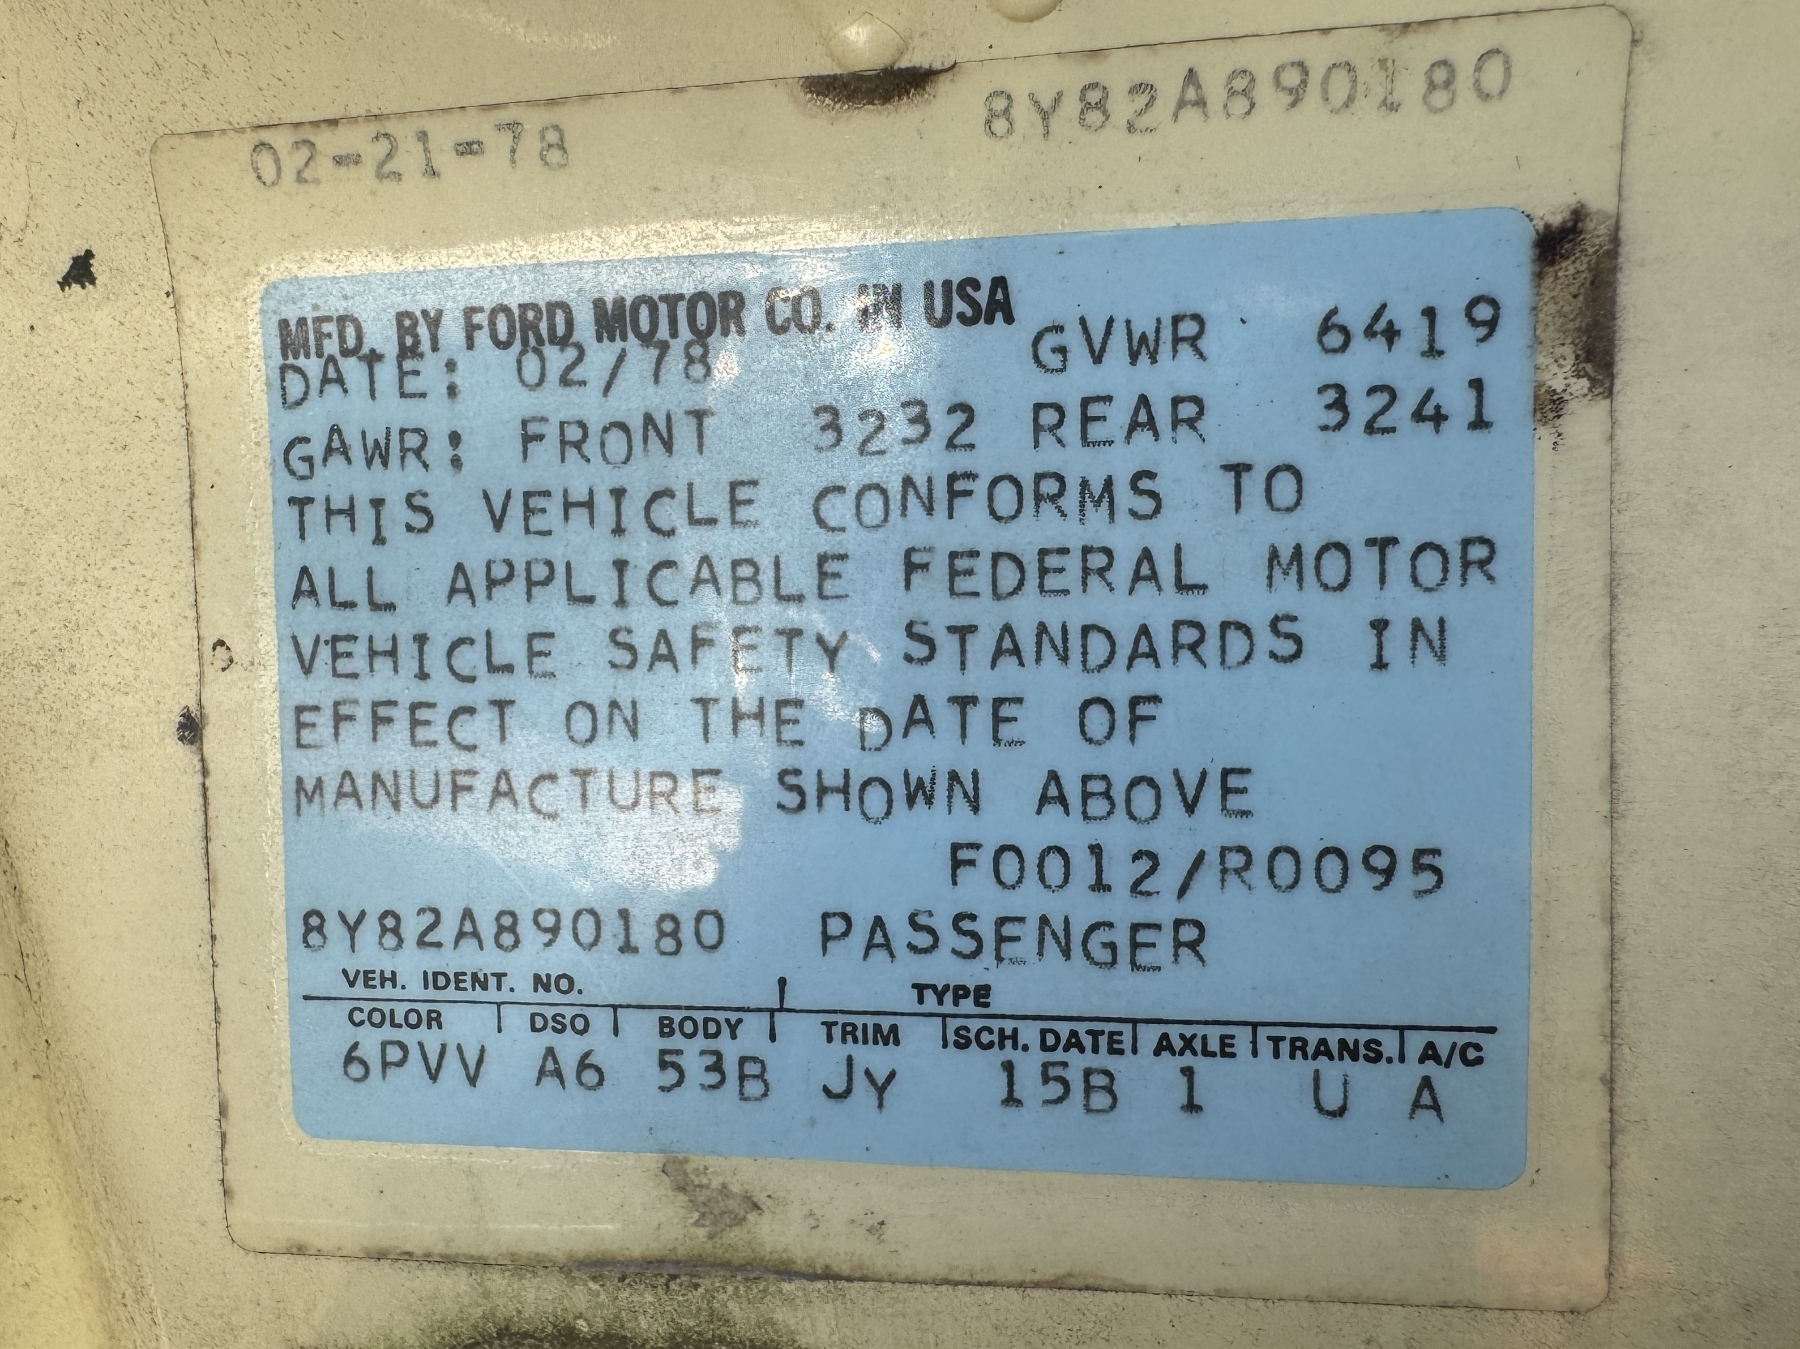 02-21-78 8Y82A890180
MFD. BY FORD MOTOR CO. IN USA
DATE: 02/78 GVWR 6419
GAWR: FRONT 3232 REAR 3241
THIS VEHICLE CONFORMS TO
ALL APPLICABLE FEDERAL MOTOR
VEHICLE SAFETY STANDARDS IN
EFFECT ON THE DATE OF
MANUFACTURE SHOWN ABOVE
F0012/R0095
8Y82A890180 PASSENGER
VEH. IDENT. NO. TYPE
COLOR DSO BODY TRIM SCH. DATE AXLE TRANS. A/C
6PVV A6 53B JY 15B 1 U A